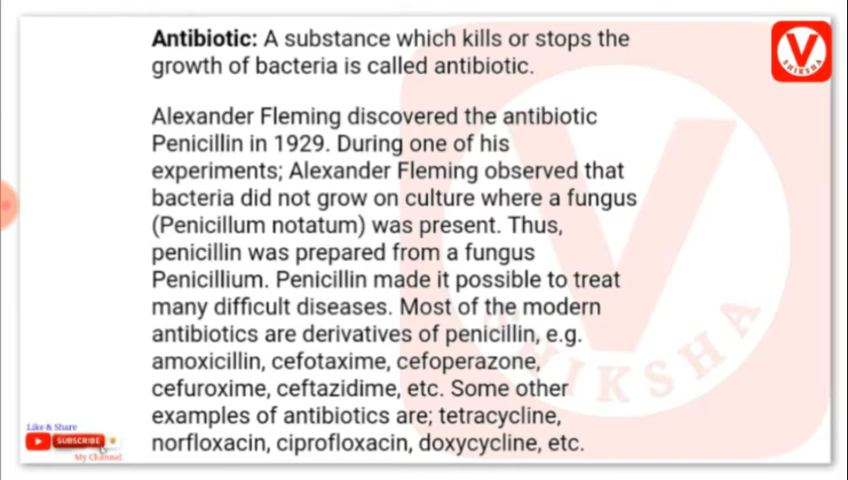 Antibiotic: A substance which kills or stops the
growth of bacteria is called antibiotic.
Alexander Fleming discovered the antibiotic
Penicillin in 1929. During one of his
experiments; Alexander Fleming observed that
bacteria did not grow on culture where a fungus
(Penicillum notatum) was present. Thus,
penicillin was prepared from a fungus
Penicillium. Penicillin made it possible to treat
many difficult diseases. Most of the modern
antibiotics are derivatives of penicillin, e.g.
amoxicillin, cefotaxime, cefoperazone,
cefuroxime, ceftazidime, etc. Some other
examples of antibiotics are; tetracycline,
norfloxacin, ciprofloxacin, doxycycline, etc.
V
SHIKSHA
V
SHIKSHA
Like & Share
SUBSCRIBE
My Channel